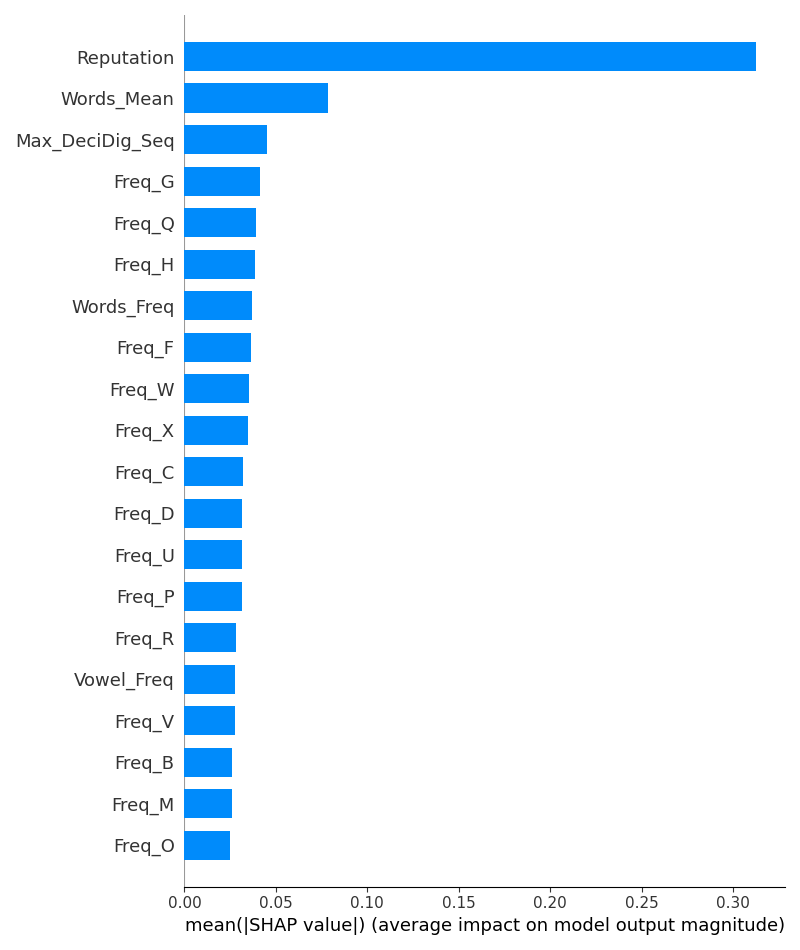 Reputation
Words_Mean
Max_DeciDig_Seq
Freq_G
Freq_Q
Freq_H
Words_Freq
Freq_F
Freq_W
Freq_X
Freq_C
Freq_D
Freq_U
Freq_P
Freq_R
Vowel_Freq
Freq_V
Freq_B
Freq_M
Freq_O
0.00 0.05 0.10 0.15 0.20 0.25 0.30
mean(|SHAP value|) (average impact on model output magnitude)